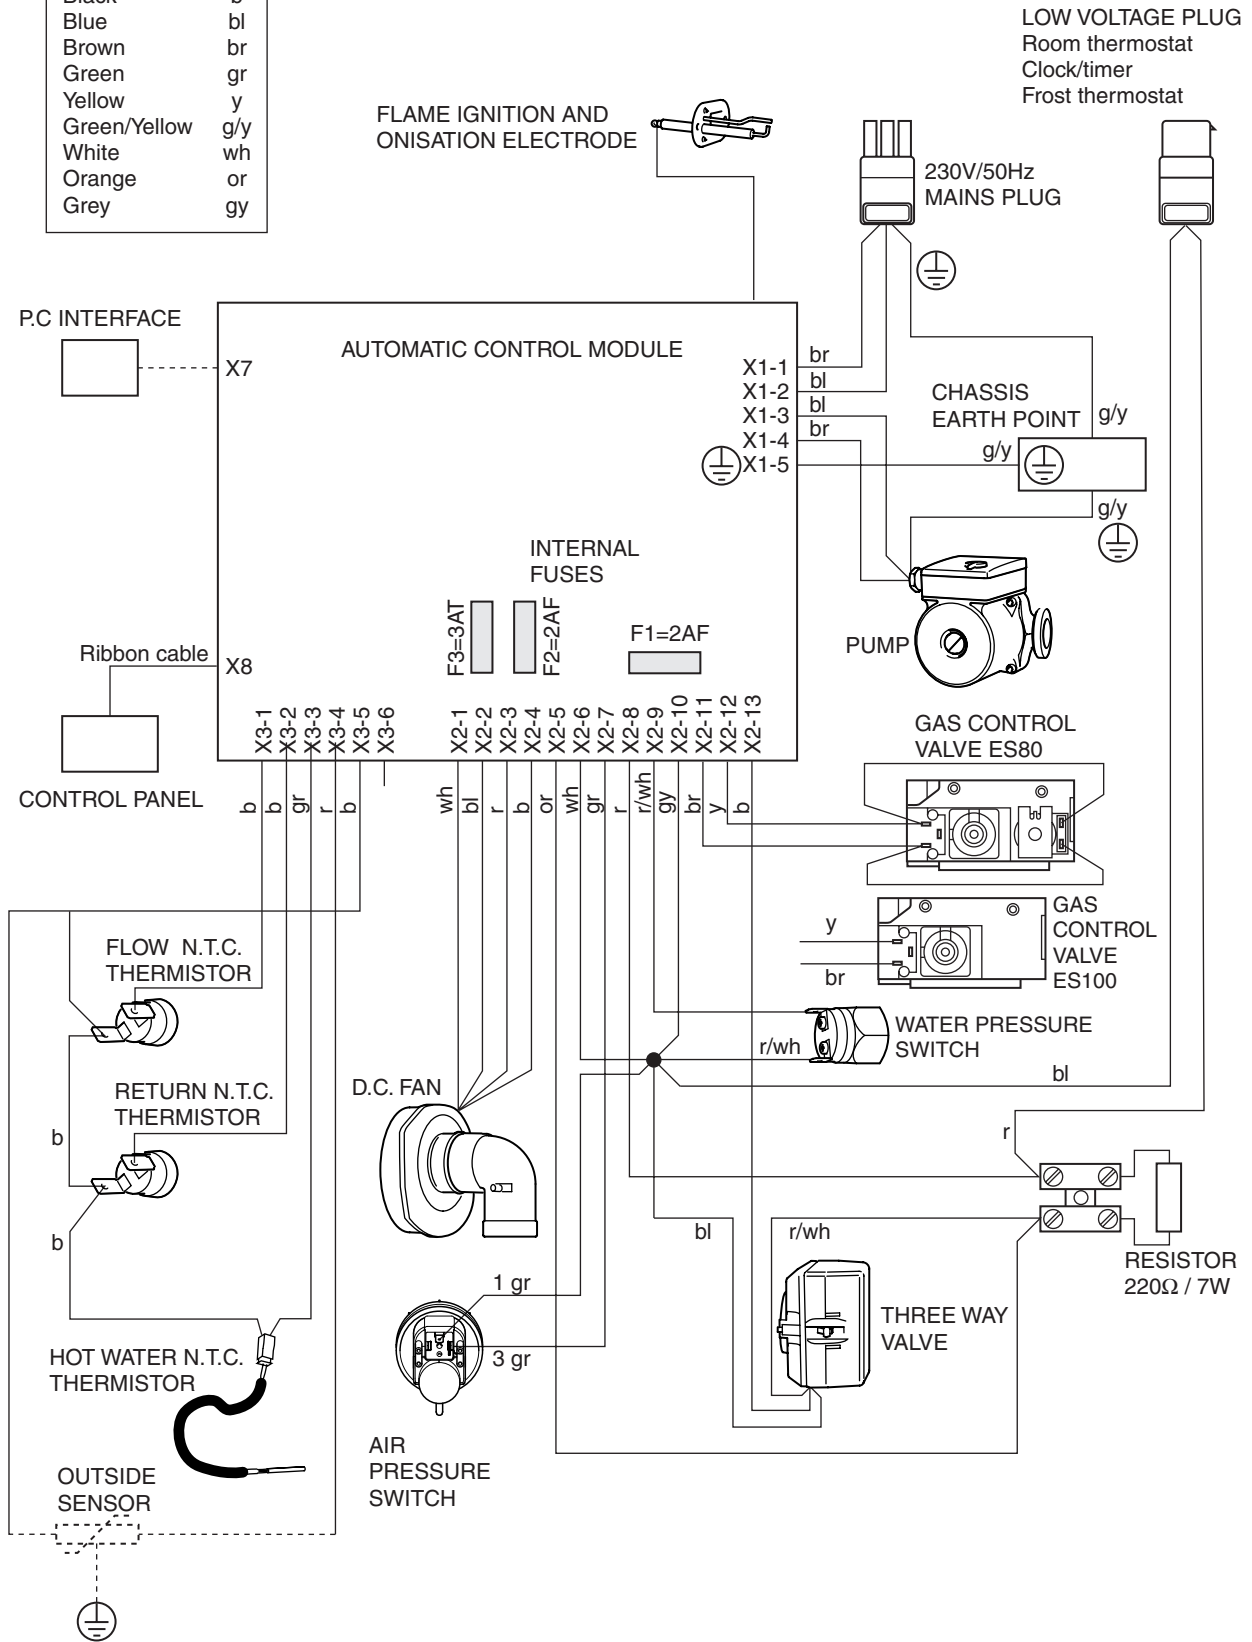 Black b
Blue bl
Brown br
Green gr
Yellow y
Green/Yellow g/y
White wh
Orange or
Grey gy
LOW VOLTAGE PLUG
Room thermostat
Clock/timer
Frost thermostat
FLAME IGNITION AND
ONISATION ELECTRODE
230V/50Hz
MAINS PLUG
P.C INTERFACE
X7
AUTOMATIC CONTROL MODULE
X1-1 br
X1-2 bl
X1-3 bl
X1-4 br
X1-5 g/y
CHASSIS
EARTH POINT
g/y
g/y
INTERNAL
FUSES
F3=3AT
F2=2AF
F1=2AF
PUMP
Ribbon cable
X8
CONTROL PANEL
X3-1
X3-2
X3-3
X3-4
X3-5
X3-6
X2-1
X2-2
X2-3
X2-4
X2-5
X2-6
X2-7
X2-8
X2-9
X2-10
X2-11
X2-12
X2-13
b
b
gr
r
b
wh
bl
r
b
or
wh
gr
r
r/wh
gy
br
y
b
GAS CONTROL
VALVE ES80
y
br
GAS
CONTROL
VALVE
ES100
FLOW N.T.C.
THERMISTOR
WATER PRESSURE
SWITCH
r/wh
bl
RETURN N.T.C.
THERMISTOR
b
D.C. FAN
r
b
bl
r/wh
RESISTOR
220Ω / 7W
1 gr
3 gr
THREE WAY
VALVE
HOT WATER N.T.C.
THERMISTOR
AIR
PRESSURE
SWITCH
OUTSIDE
SENSOR